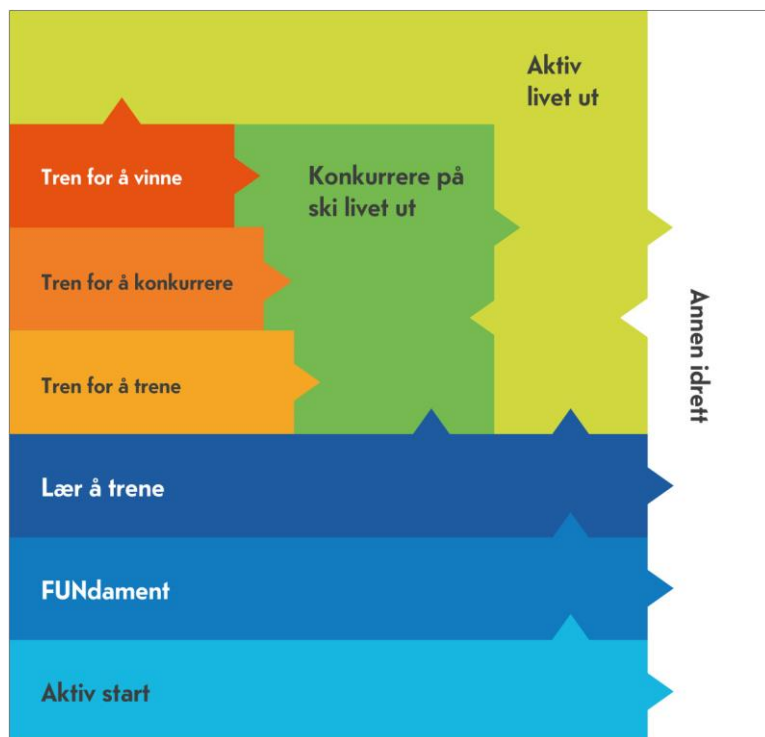 Aktiv
livet ut
Tren for å vinne
Konkurrere på
ski livet ut
Tren for å konkurrere
Tren for å trene
Annen idrett
Lær å trene
FUNdament
Aktiv start